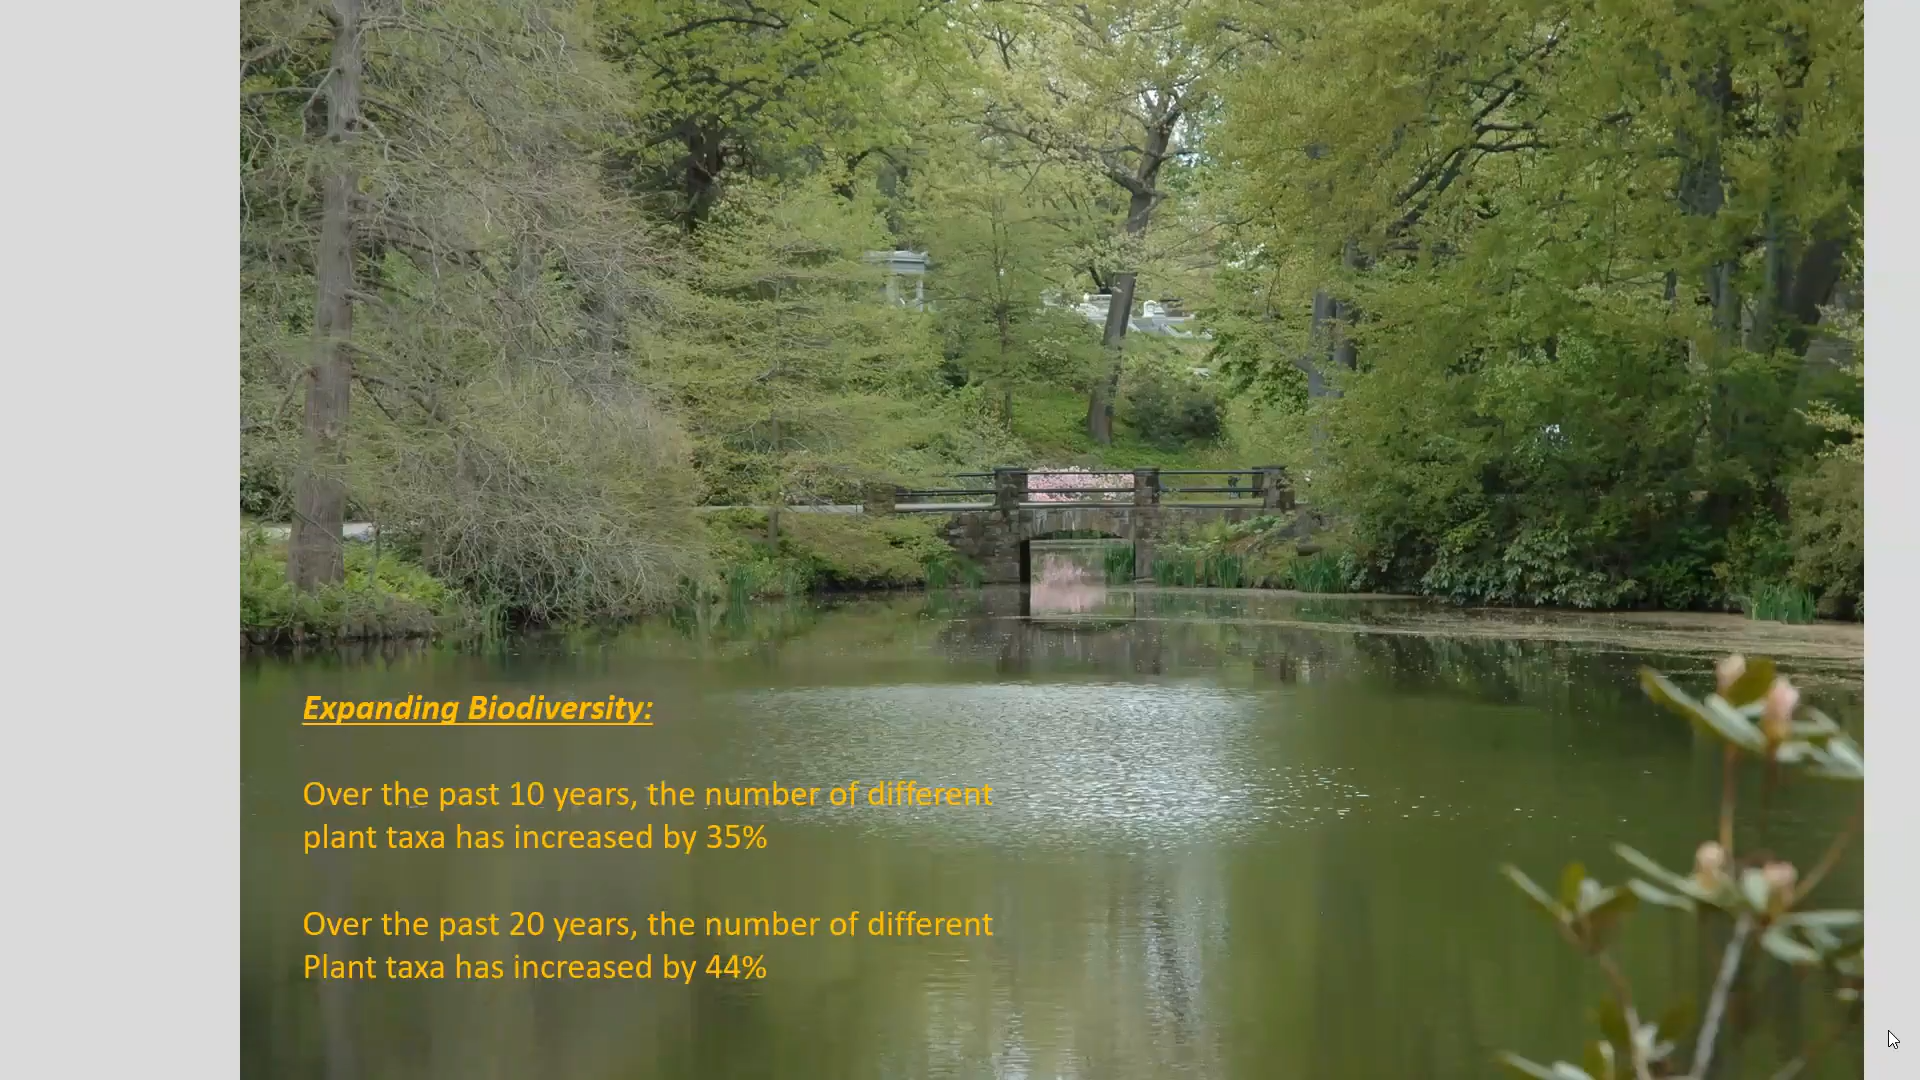 Expanding Biodiversity:
Over the past 10 years, the number of different
plant taxa has increased by 35%
Over the past 20 years, the number of different
Plant taxa has increased by 44%